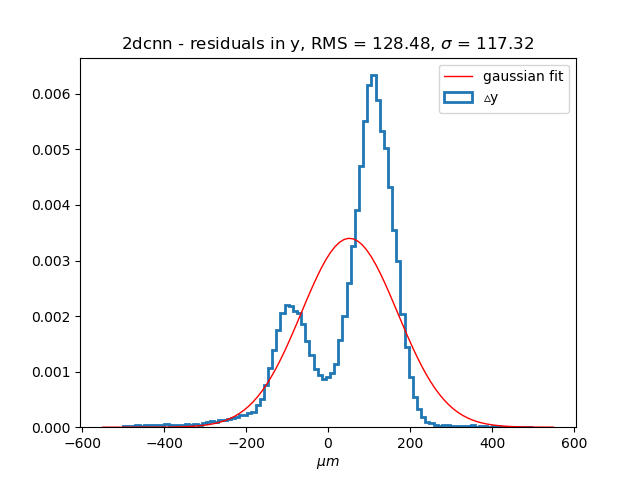 2dcnn - residuals in y, RMS = 128.48, σ = 117.32
gaussian fit
▵y
0.006
0.005
0.004
0.003
0.002
0.001
0.000
−600 −400 −200 0 200 400 600
μm